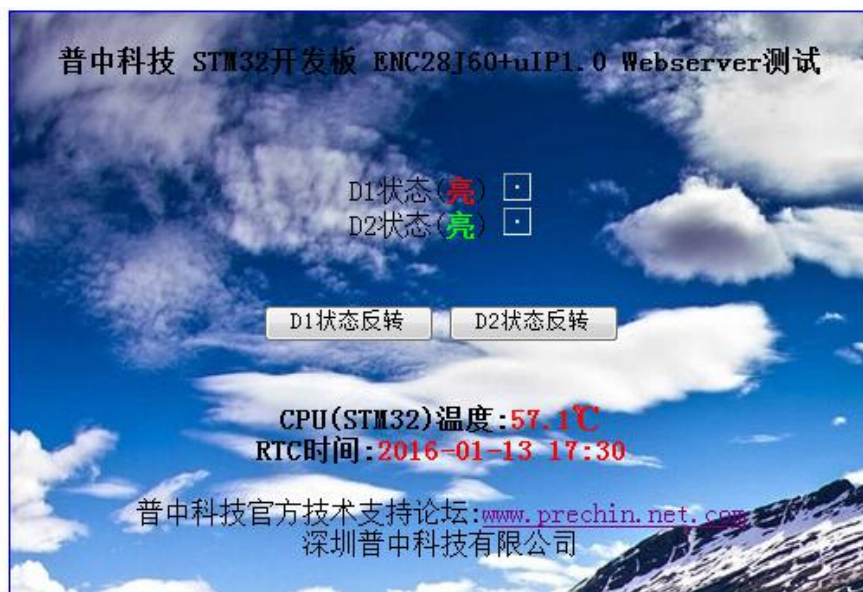 普中科技 STM32开发板 ENC28J60+uIP1.0 Webserver测试
D1状态(亮)
D2状态(亮)
D1状态反转 D2状态反转
CPU(STM32)温度:57.1℃
RTC时间:2016-01-13 17:30
普中科技官方技术支持论坛:www.prechin.net.com
深圳普中科技有限公司